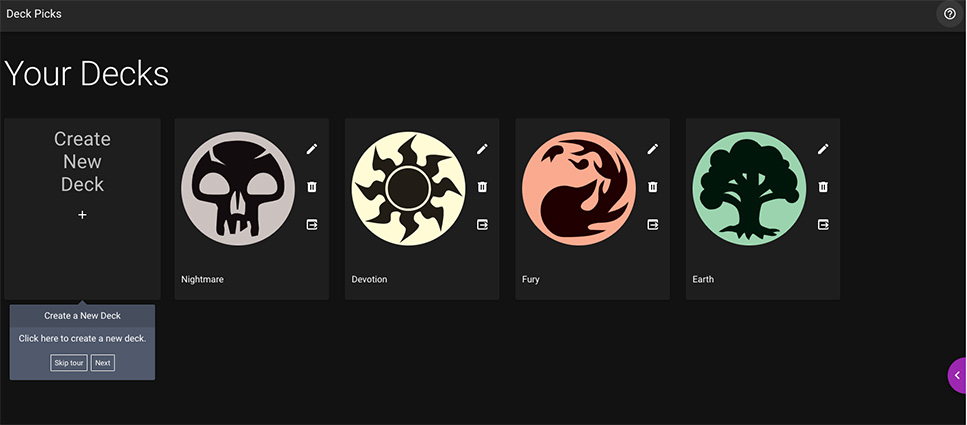 Deck Picks
Your Decks
Create
New
Deck
+
Nightmare
Devotion
Fury
Earth
Create a New Deck
Click here to create a new deck.
Skip tour
Next